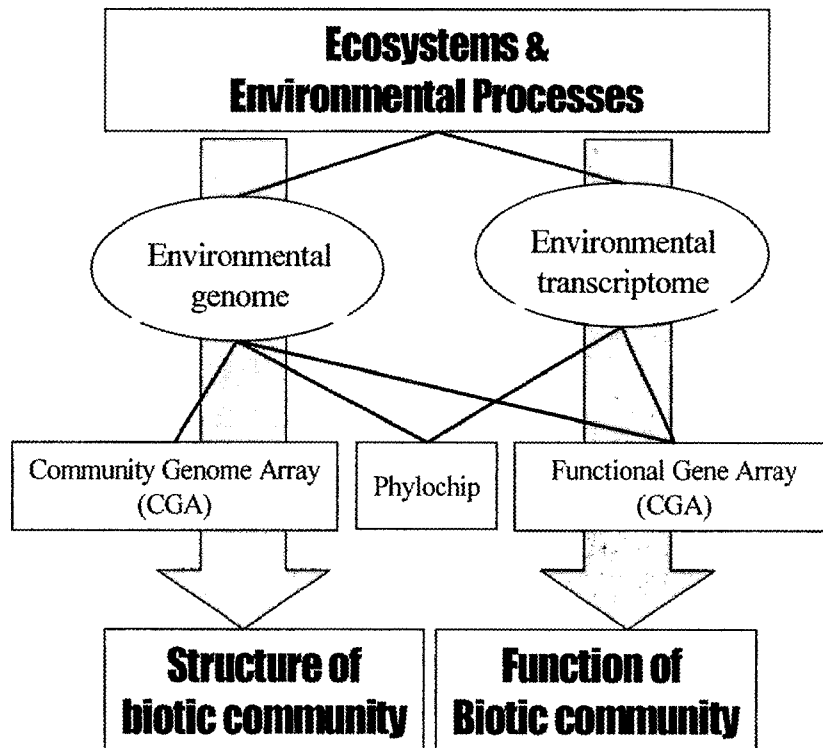 Ecosystems &
Environmental Processes
Environmental
genome
Environmental
transcriptome
Community Genome Array
(CGA)
Phylochip
Functional Gene Array
(CGA)
Structure of
biotic community
Function of
Biotic community